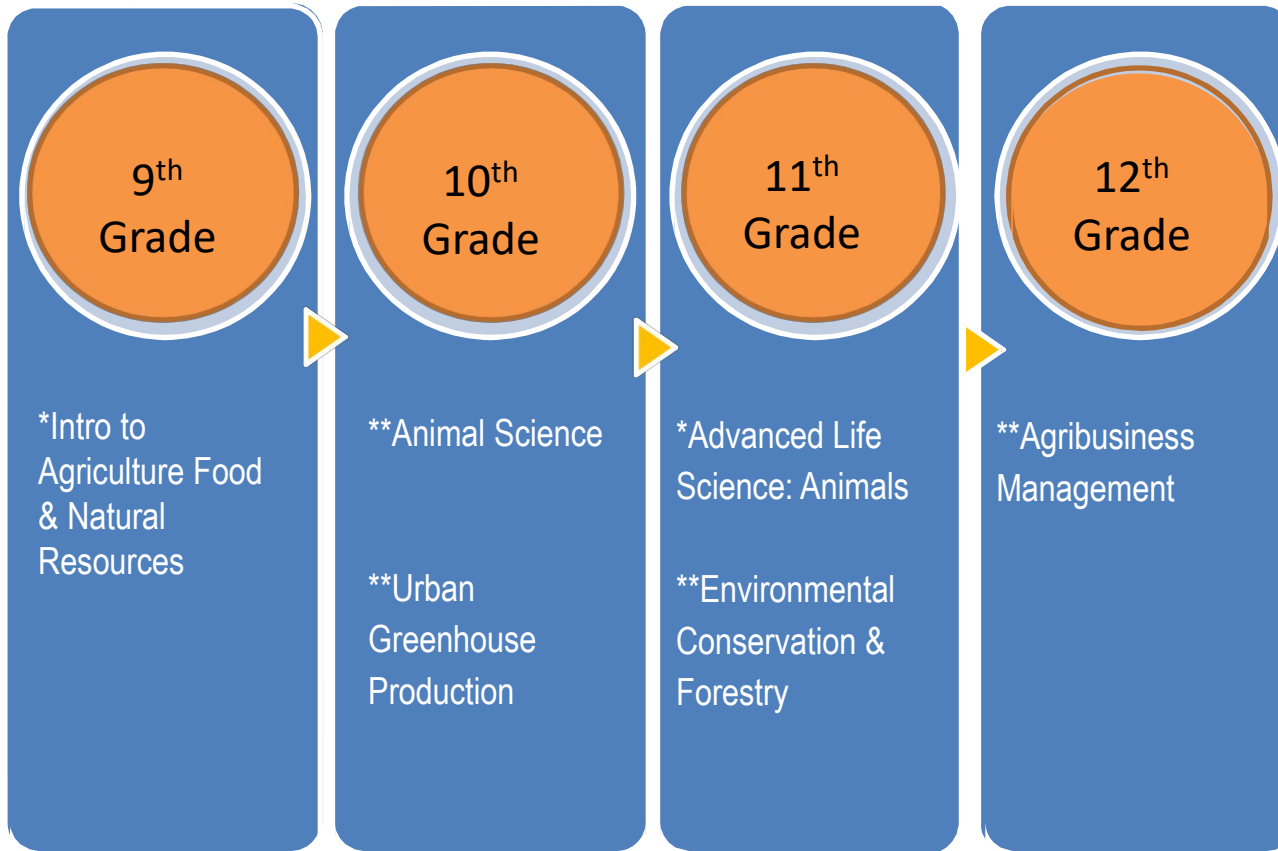 9th
Grade
*Intro to
Agriculture Food
& Natural
Resources
10th
Grade
**Animal Science
**Urban
Greenhouse
Production
11th
Grade
*Advanced Life
Science: Animals
**Environmental
Conservation &
Forestry
12th
Grade
**Agribusiness
Management